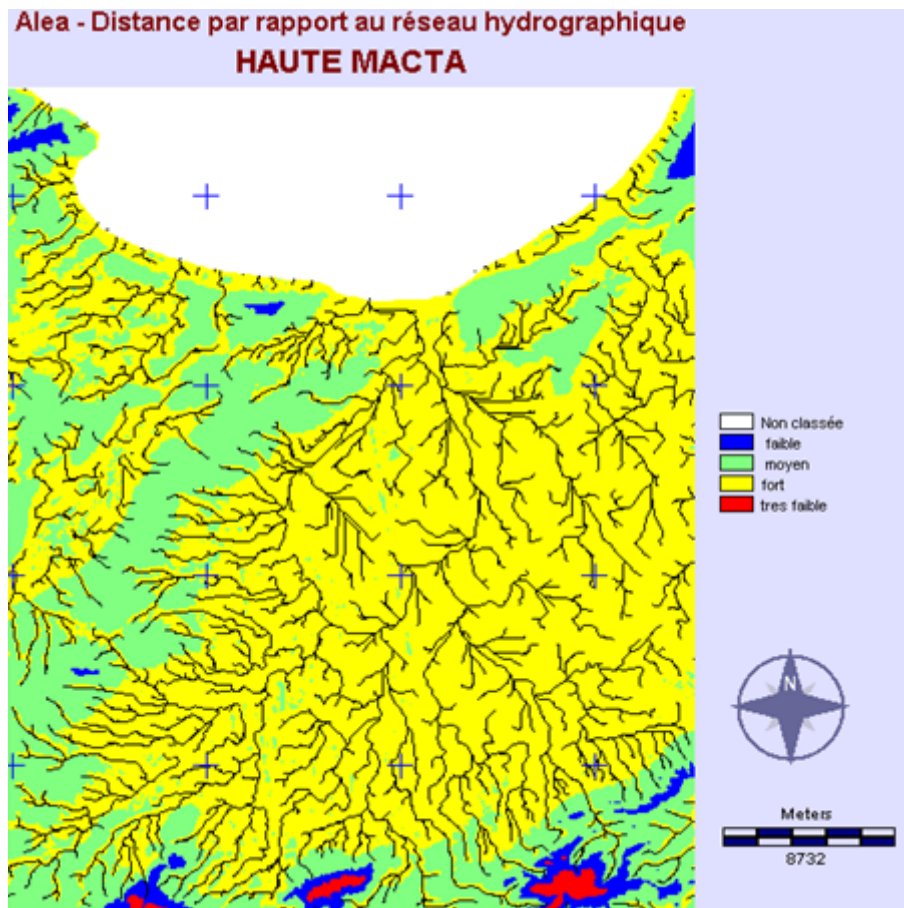 Alea - Distance par rapport au réseau hydrographique
HAUTE MACTA
Non classée
faible
moyen
fort
tres faible
N
Meters
8732